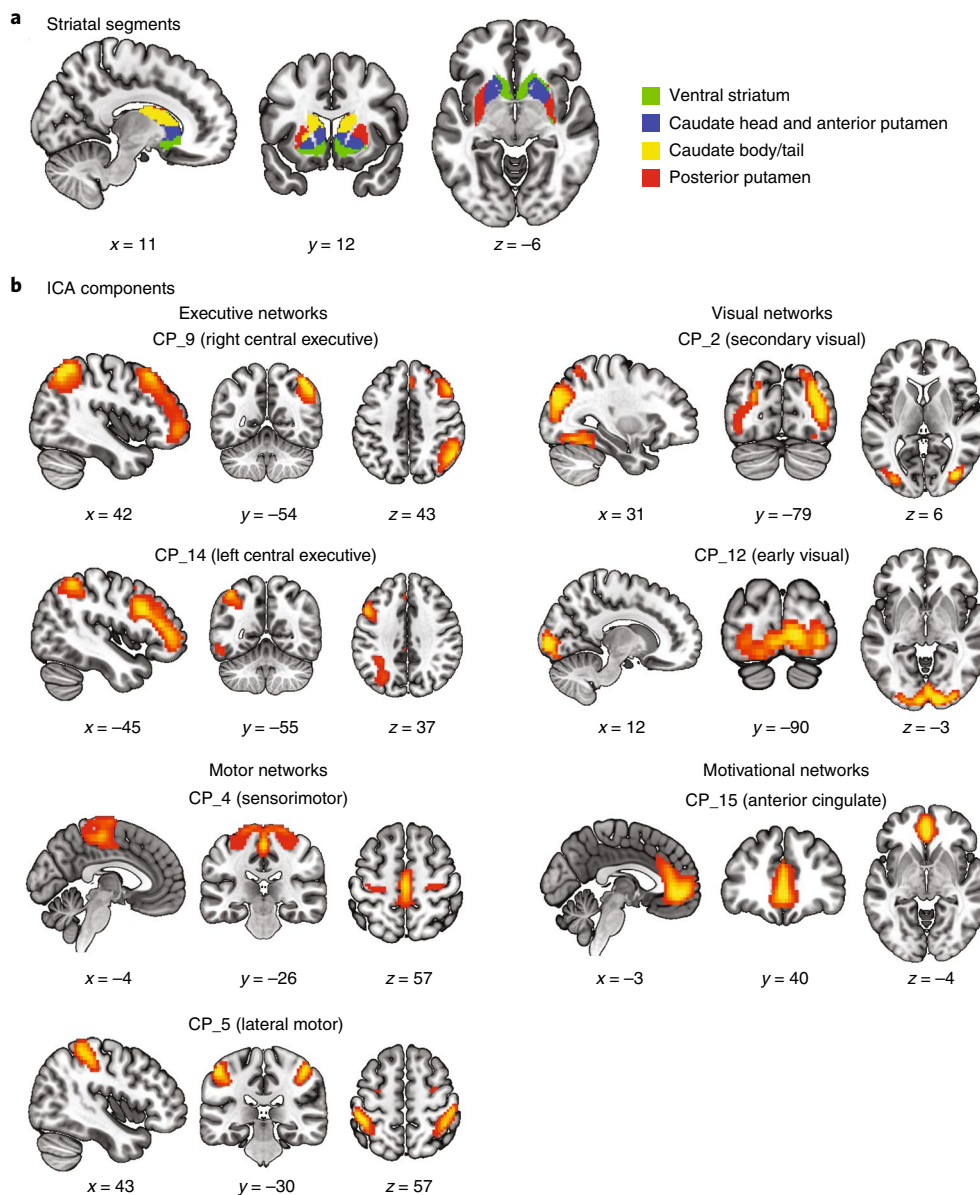 a
Striatal segments
Ventral striatum
Caudate head and anterior putamen
Caudate body/tail
Posterior putamen
x = 11
y = 12
z = –6
b
ICA components
Executive networks
CP_9 (right central executive)
x = 42
y = –54
z = 43
CP_14 (left central executive)
x = –45
y = –55
z = 37
Motor networks
CP_4 (sensorimotor)
x = –4
y = –26
z = 57
CP_5 (lateral motor)
x = 43
y = –30
z = 57
Visual networks
CP_2 (secondary visual)
x = 31
y = –79
z = 6
CP_12 (early visual)
x = 12
y = –90
z = –3
Motivational networks
CP_15 (anterior cingulate)
x = –3
y = 40
z = –4